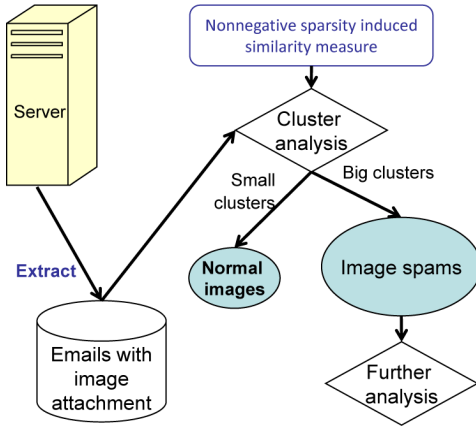 Nonnegative sparsity induced
similarity measure
Server
Cluster
analysis
Small
clusters
Big clusters
Extract
Normal
images
Image spams
Emails with
image
attachment
Further
analysis